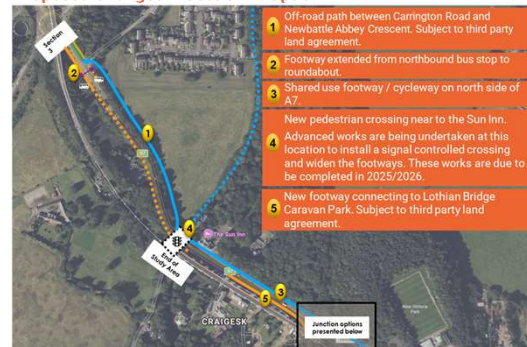 Section
3
2
1
4
The Sun Inn
End of
Study Area
5
3
CRAIGESK
Junction options
presented below
1
Off-road path between Carrington Road and
Newbattle Abbey Crescent. Subject to third party
land agreement.
2
Footway extended from northbound bus stop to
roundabout.
3
Shared use footway / cycleway on north side of
A7.
New pedestrian crossing near to the Sun Inn.
4
Advanced works are being undertaken at this
location to install a signal controlled crossing
and widen the footways. These works are due to
be completed in 2025/2026.
5
New footway connecting to Lothian Bridge
Caravan Park. Subject to third party land
agreement.